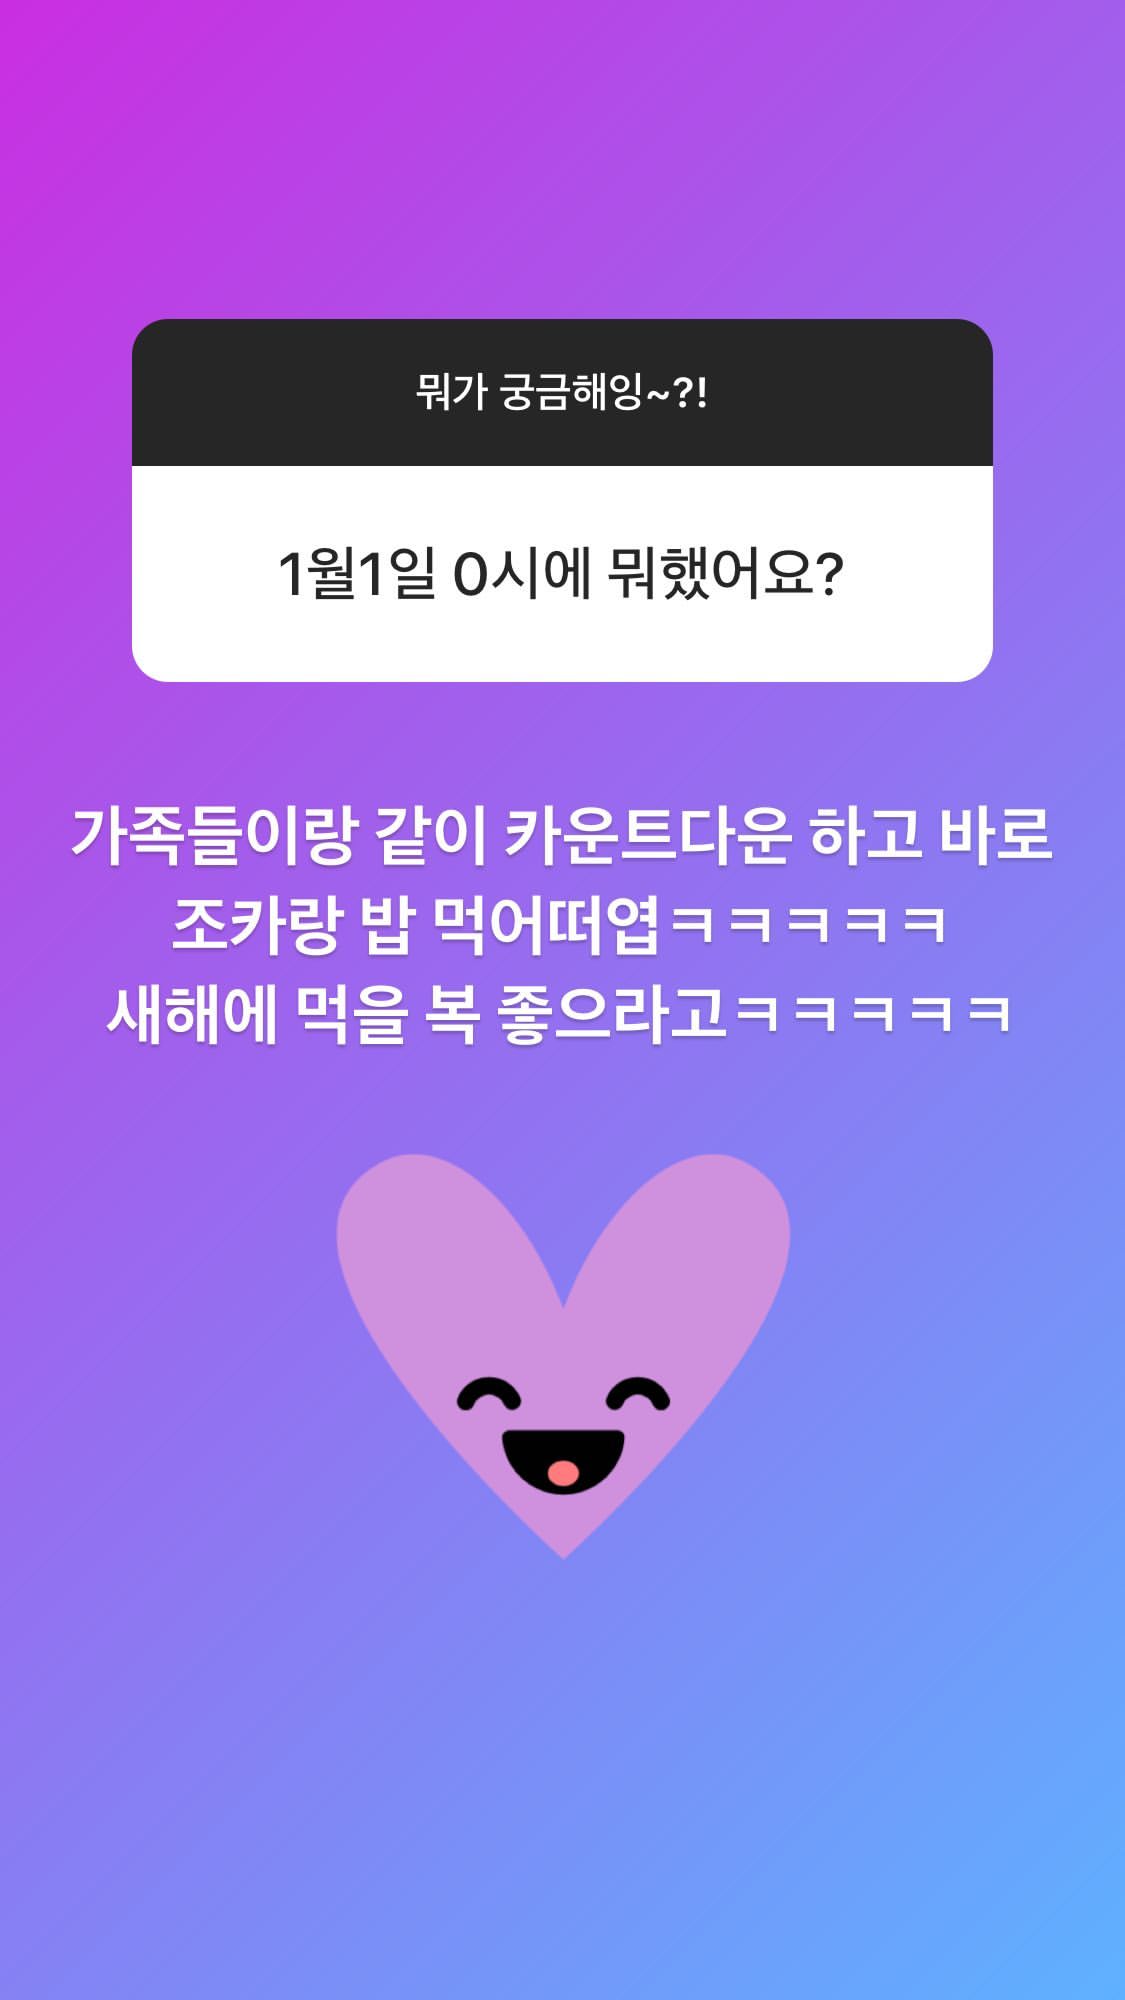 뭐가 궁금해잉~?!
1월1일 0시에 뭐했어요?
가족들이랑 같이 카운트다운 하고 바로
조카랑 밥 먹어떠엽ㅋㅋㅋㅋㅋ
새해에 먹을 복 좋으라고ㅋㅋㅋㅋㅋ